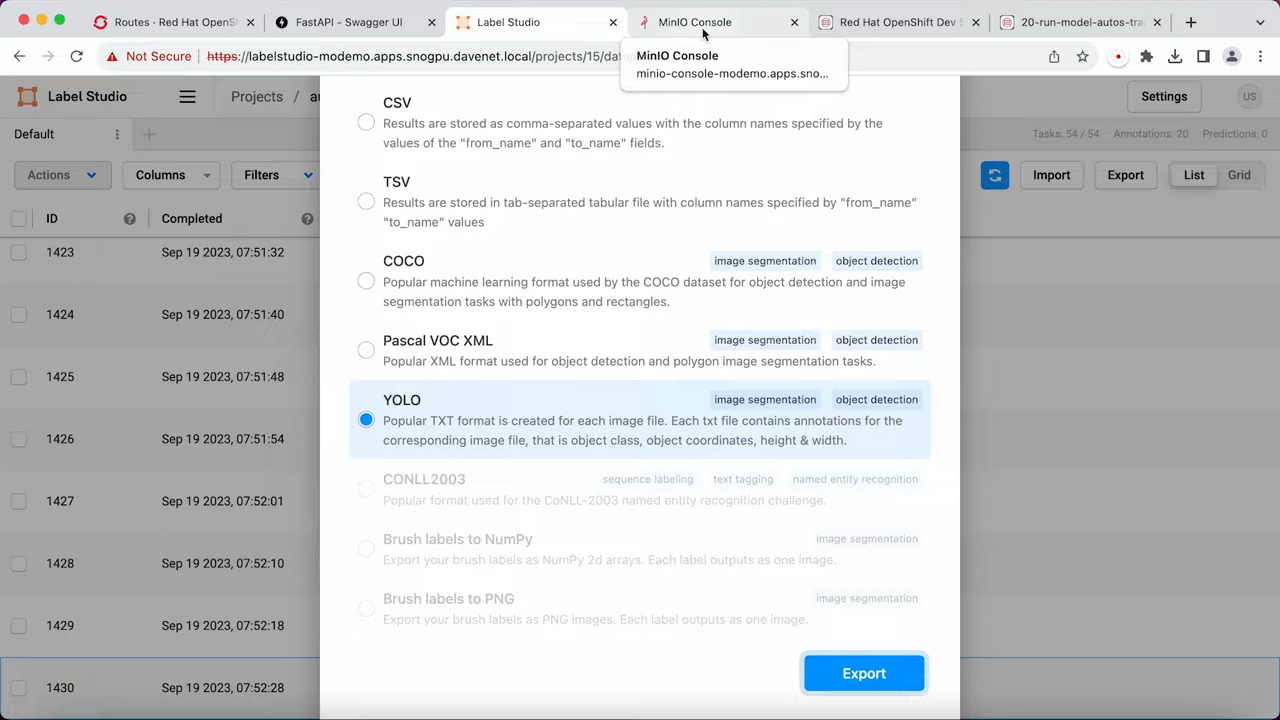 Routes · Red Hat OpenShi
FastAPI - Swagger UI
Label Studio
MinIO Console
Red Hat OpenShift Dev S
20-run-model-autos-tra
Not Secure
https://labelstudio-modemo.apps.snogpu.davenet.local/projects/15/data
MinIO Console
minio-console-modemo.apps.sno...
Label Studio
Projects /
Settings
US
Default
Tasks: 54 / 54 Annotations: 20 Predictions: 0
Actions
Columns
Filters
Import
Export
List
Grid
ID
Completed
1423 Sep 19 2023, 07:51:32
1424 Sep 19 2023, 07:51:40
1425 Sep 19 2023, 07:51:48
1426 Sep 19 2023, 07:51:54
1427 Sep 19 2023, 07:52:01
1428 Sep 19 2023, 07:52:10
1429 Sep 19 2023, 07:52:18
1430 Sep 19 2023, 07:52:28
CSV
Results are stored as comma-separated values with the column names specified by the
values of the "from_name" and "to_name" fields.
TSV
Results are stored in tab-separated tabular file with column names specified by "from_name"
"to_name" values
COCO image segmentation object detection
Popular machine learning format used by the COCO dataset for object detection and image
segmentation tasks with polygons and rectangles.
Pascal VOC XML image segmentation object detection
Popular XML format used for object detection and polygon image segmentation tasks.
YOLO image segmentation object detection
Popular TXT format is created for each image file. Each txt file contains annotations for the
corresponding image file, that is object class, object coordinates, height & width.
CONLL2003 sequence labeling text tagging named entity recognition
Popular format used for the CoNLL-2003 named entity recognition challenge.
Brush labels to NumPy image segmentation
Export your brush labels as NumPy 2d arrays. Each label outputs as one image.
Brush labels to PNG image segmentation
Export your brush labels as PNG images. Each label outputs as one image.
Export